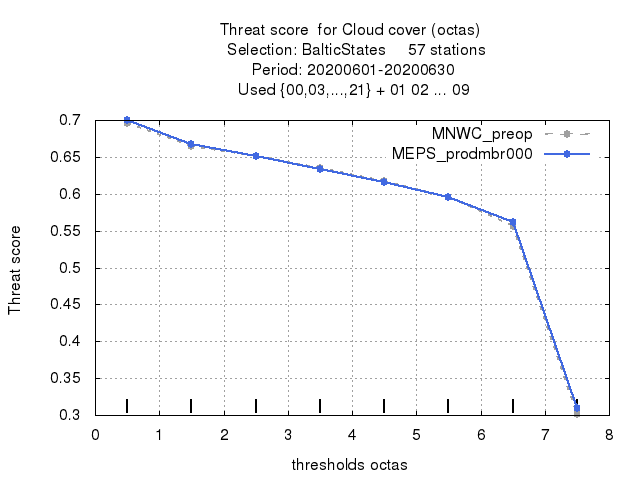 Threat score  for Cloud cover (octas)
Selection: BalticStates     57 stations
Period: 20200601-20200630
Used {00,03,...,21} + 01 02 ... 09
MNWC_preop
MEPS_prodmbr000
0.7
0.65
0.6
0.55
0.5
0.45
0.4
0.35
0.3
Threat score
0 1 2 3 4 5 6 7 8
thresholds octas